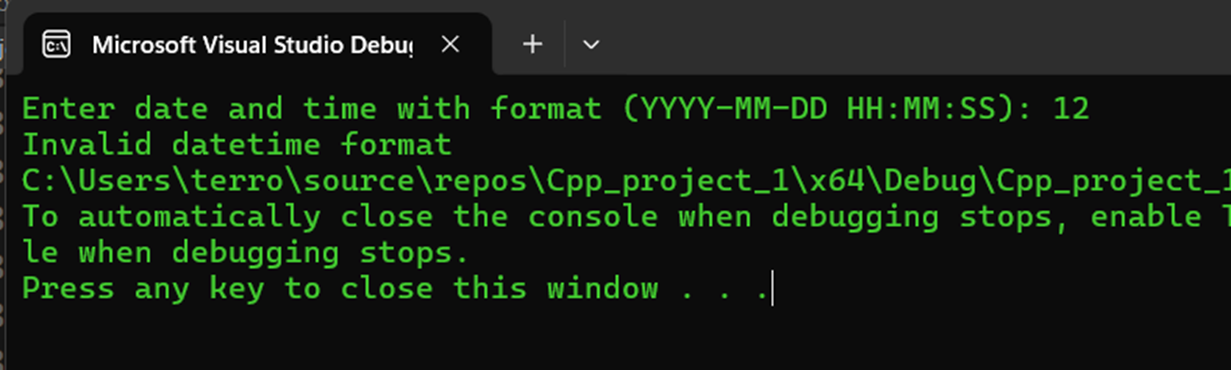 Microsoft Visual Studio Debug
Enter date and time with format (YYYY-MM-DD HH:MM:SS): 12
Invalid datetime format
C:\Users\terro\source\repos\Cpp_project_1\x64\Debug\Cpp_project_1
To automatically close the console when debugging stops, enable T
le when debugging stops.
Press any key to close this window . . .